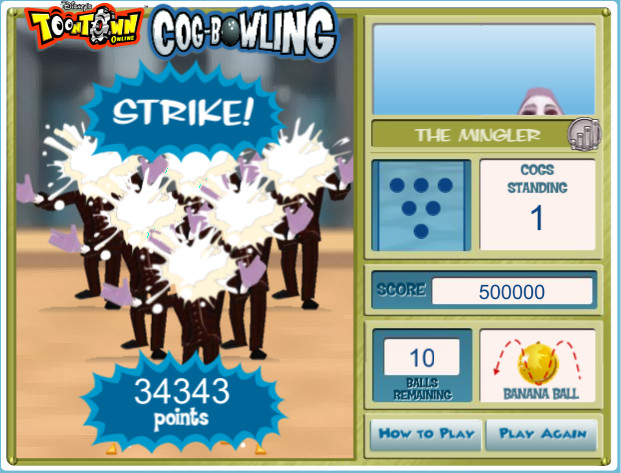 Disney's
TOONTOWN
ONLINE
COG-BOWLING
STRIKE!
THE MINGLER
COGS
STANDING
1
SCORE
500000
10
BALLS
REMAINING
BANANA BALL
34343
points
HOW TO PLAY
PLAY AGAIN